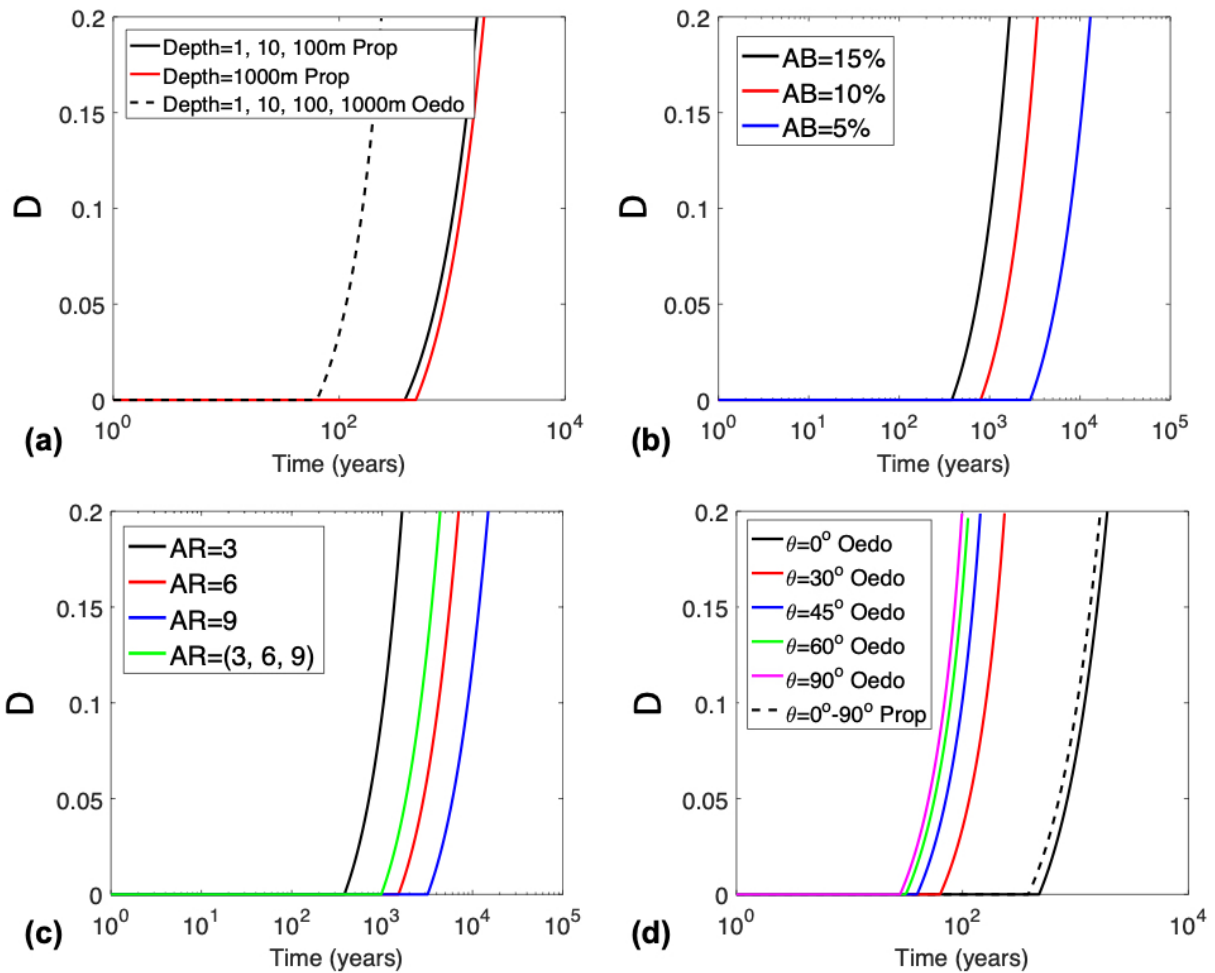 0.2
0.15
0.1
0.05
0
D
Depth=1, 10, 100m Prop
Depth=1000m Prop
Depth=1, 10, 100, 1000m Oedo
10^0
10^2
10^4
Time (years)
(a)
0.2
0.15
0.1
0.05
0
D
AB=15%
AB=10%
AB=5%
10^0
10^1
10^2
10^3
10^4
10^5
Time (years)
(b)
0.2
0.15
0.1
0.05
0
D
AR=3
AR=6
AR=9
AR=(3, 6, 9)
10^0
10^1
10^2
10^3
10^4
10^5
Time (years)
(c)
0.2
0.15
0.1
0.05
0
D
θ=0° Oedo
θ=30° Oedo
θ=45° Oedo
θ=60° Oedo
θ=90° Oedo
θ=0°-90° Prop
10^0
10^2
10^4
Time (years)
(d)